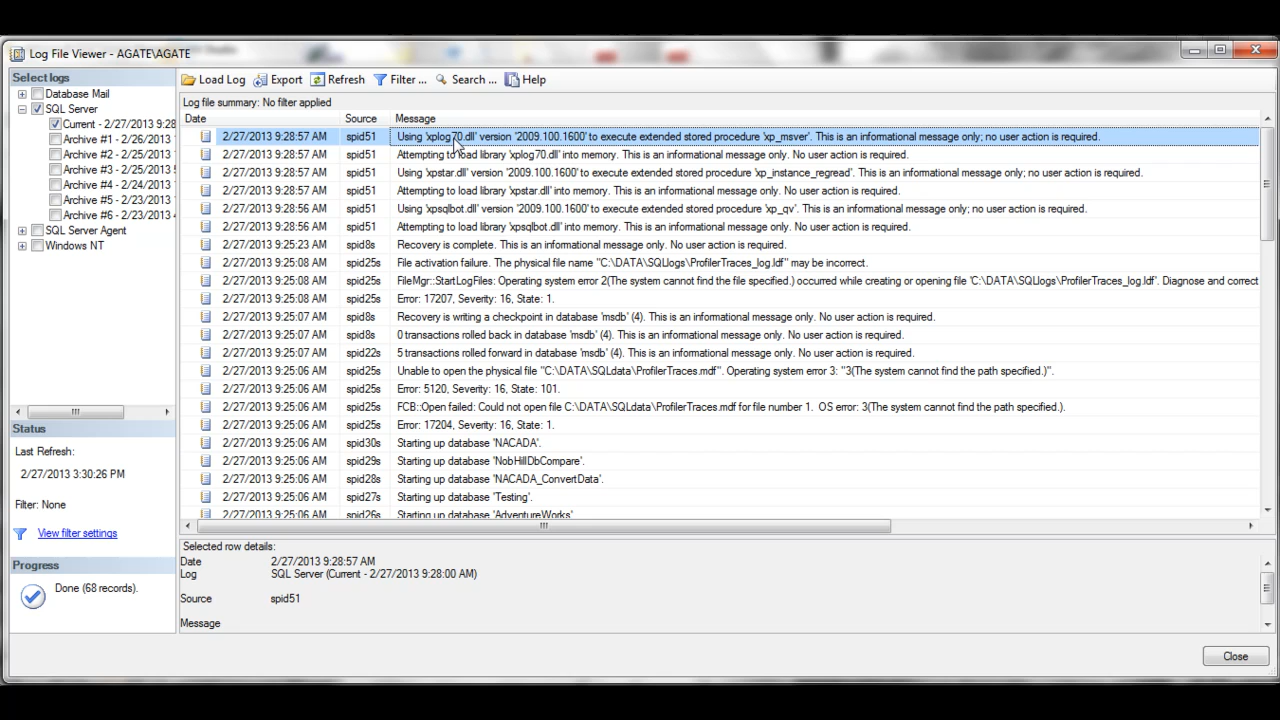 Log File Viewer - AGATE\AGATE
Select logs
Database Mail
SQL Server
Current - 2/27/2013 9:28
Archive #1 - 2/26/2013
Archive #2 - 2/25/2013
Archive #3 - 2/25/2013
Archive #4 - 2/24/2013
Archive #5 - 2/23/2013
Archive #6 - 2/23/2013
SQL Server Agent
Windows NT
Status
Last Refresh:
2/27/2013 3:30:26 PM
Filter: None
View filter settings
Progress
Done (68 records).
Load Log Export Refresh Filter ... Search ... Help
Log file summary: No filter applied
Date Source Message
2/27/2013 9:28:57 AM spid51 Using 'xplog70.dll' version '2009.100.1600' to execute extended stored procedure 'xp_msver'. This is an informational message only; no user action is required.
2/27/2013 9:28:57 AM spid51 Attempting to load library 'xplog70.dll' into memory. This is an informational message only. No user action is required.
2/27/2013 9:28:57 AM spid51 Using 'xpstar.dll' version '2009.100.1600' to execute extended stored procedure 'xp_instance_regread'. This is an informational message only; no user action is required.
2/27/2013 9:28:57 AM spid51 Attempting to load library 'xpstar.dll' into memory. This is an informational message only. No user action is required.
2/27/2013 9:28:56 AM spid51 Using 'xpsqlbot.dll' version '2009.100.1600' to execute extended stored procedure 'xp_qv'. This is an informational message only; no user action is required.
2/27/2013 9:28:56 AM spid51 Attempting to load library 'xpsqlbot.dll' into memory. This is an informational message only. No user action is required.
2/27/2013 9:25:23 AM spid8s Recovery is complete. This is an informational message only. No user action is required.
2/27/2013 9:25:08 AM spid25s File activation failure. The physical file name "C:\DATA\SQLlogs\ProfilerTraces_log.ldf" may be incorrect.
2/27/2013 9:25:08 AM spid25s FileMgr::StartLogFiles: Operating system error 2(The system cannot find the file specified.) occurred while creating or opening file 'C:\DATA\SQLlogs\ProfilerTraces_log.ldf'. Diagnose and correct
2/27/2013 9:25:08 AM spid25s Error: 17207, Severity: 16, State: 1.
2/27/2013 9:25:07 AM spid8s Recovery is writing a checkpoint in database 'msdb' (4). This is an informational message only. No user action is required.
2/27/2013 9:25:07 AM spid8s 0 transactions rolled back in database 'msdb' (4). This is an informational message only. No user action is required.
2/27/2013 9:25:07 AM spid22s 5 transactions rolled forward in database 'msdb' (4). This is an informational message only. No user action is required.
2/27/2013 9:25:06 AM spid25s Unable to open the physical file "C:\DATA\SQLdata\ProfilerTraces.mdf". Operating system error 3: "3(The system cannot find the path specified.)".
2/27/2013 9:25:06 AM spid25s Error: 5120, Severity: 16, State: 101.
2/27/2013 9:25:06 AM spid25s FCB::Open failed: Could not open file C:\DATA\SQLdata\ProfilerTraces.mdf for file number 1. OS error: 3(The system cannot find the path specified.).
2/27/2013 9:25:06 AM spid25s Error: 17204, Severity: 16, State: 1.
2/27/2013 9:25:06 AM spid30s Starting up database 'NACADA'.
2/27/2013 9:25:06 AM spid29s Starting up database 'NobHillDbCompare'.
2/27/2013 9:25:06 AM spid28s Starting up database 'NACADA_ConvertData'.
2/27/2013 9:25:06 AM spid27s Starting up database 'Testing'.
2/27/2013 9:25:06 AM spid26s Starting up database 'AdventureWorks'
Selected row details:
Date 2/27/2013 9:28:57 AM
Log SQL Server (Current - 2/27/2013 9:28:00 AM)
Source spid51
Message
Close